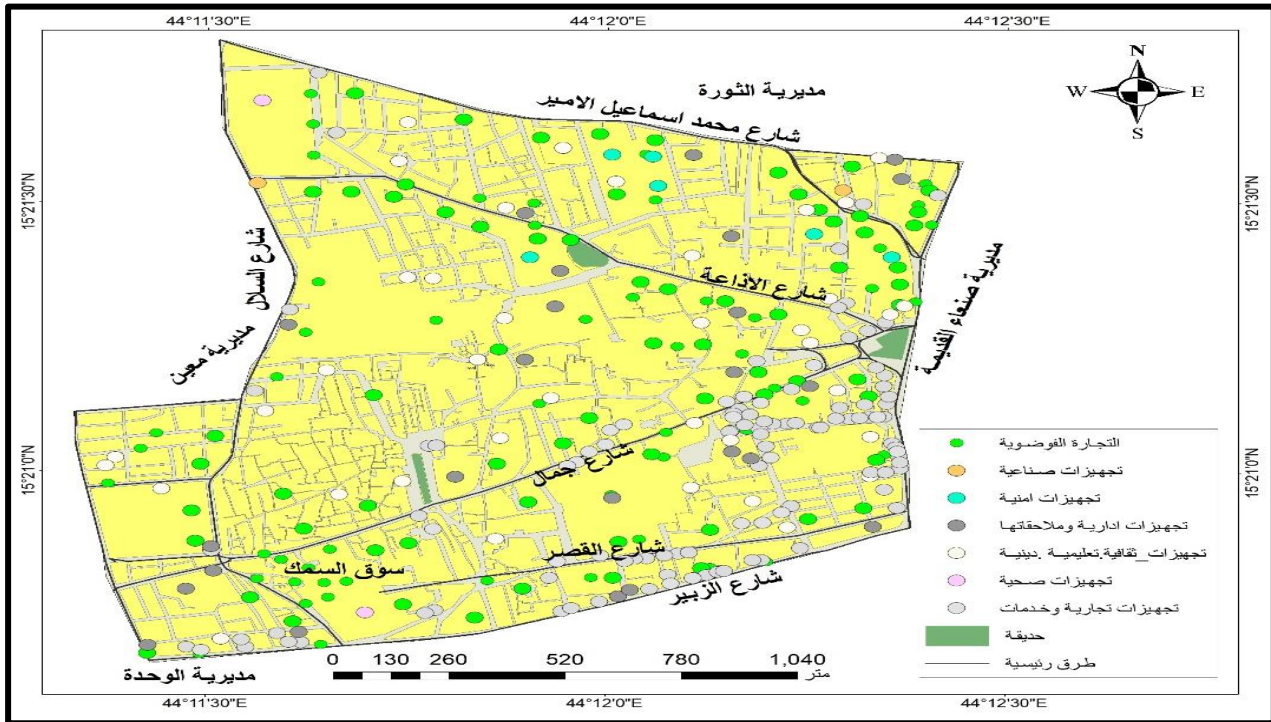 44°11'30"E
44°12'0"E
44°12'30"E
N
W
E
S
مديرية الثورة
شارع محمد اسماعيل الامير
15°21'30"N
15°21'30"N
شارع السلال
شارع الاذاعة
مديرية صنعاء القديمة
مديرية معين
15°21'0"N
15°21'0"N
شارع جمال
شارع القصر
سوق السمك
شارع الزبير
مديرية الوحدة
التجارة الفوضوية
تجهيزات صناعية
تجهيزات امنية
تجهيزات ادارية وملاحقاتها
تجهيزات_ثقافية.تعليمية .دينية
تجهيزات صحية
تجهيزات تجارية وخدمات
حديقة
طرق رئيسية
0 130 260 520 780 1,040
متر
44°11'30"E
44°12'0"E
44°12'30"E